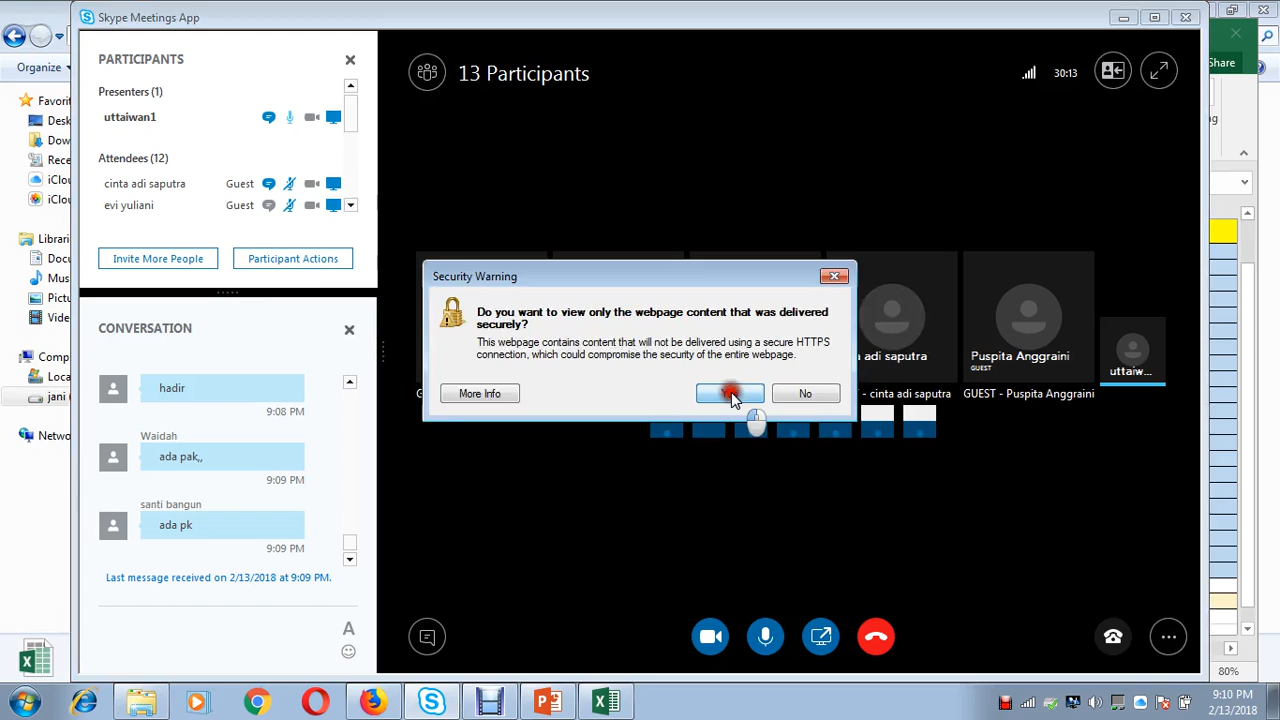 Skype Meetings App
Organize
Share
PARTICIPANTS
Presenters (1)
uttaiwan1
Attendees (12)
cinta adi saputra Guest
evi yuliani Guest
Invite More People
Participant Actions
13 Participants
30:13
Security Warning
Do you want to view only the webpage content that was delivered
securely?
This webpage contains content that will not be delivered using a secure HTTPS
connection, which could compromise the security of the entire webpage.
More Info
No
adi saputra
GUEST - cinta adi saputra
Puspita Anggraini
GUEST
GUEST - Puspita Anggraini
uttaiw...
CONVERSATION
hadir
9:08 PM
Waidah
ada pak,,
9:09 PM
santi bangun
ada pk
9:09 PM
Last message received on 2/13/2018 at 9:09 PM.
A
jani
80%
9:10 PM
2/13/2018